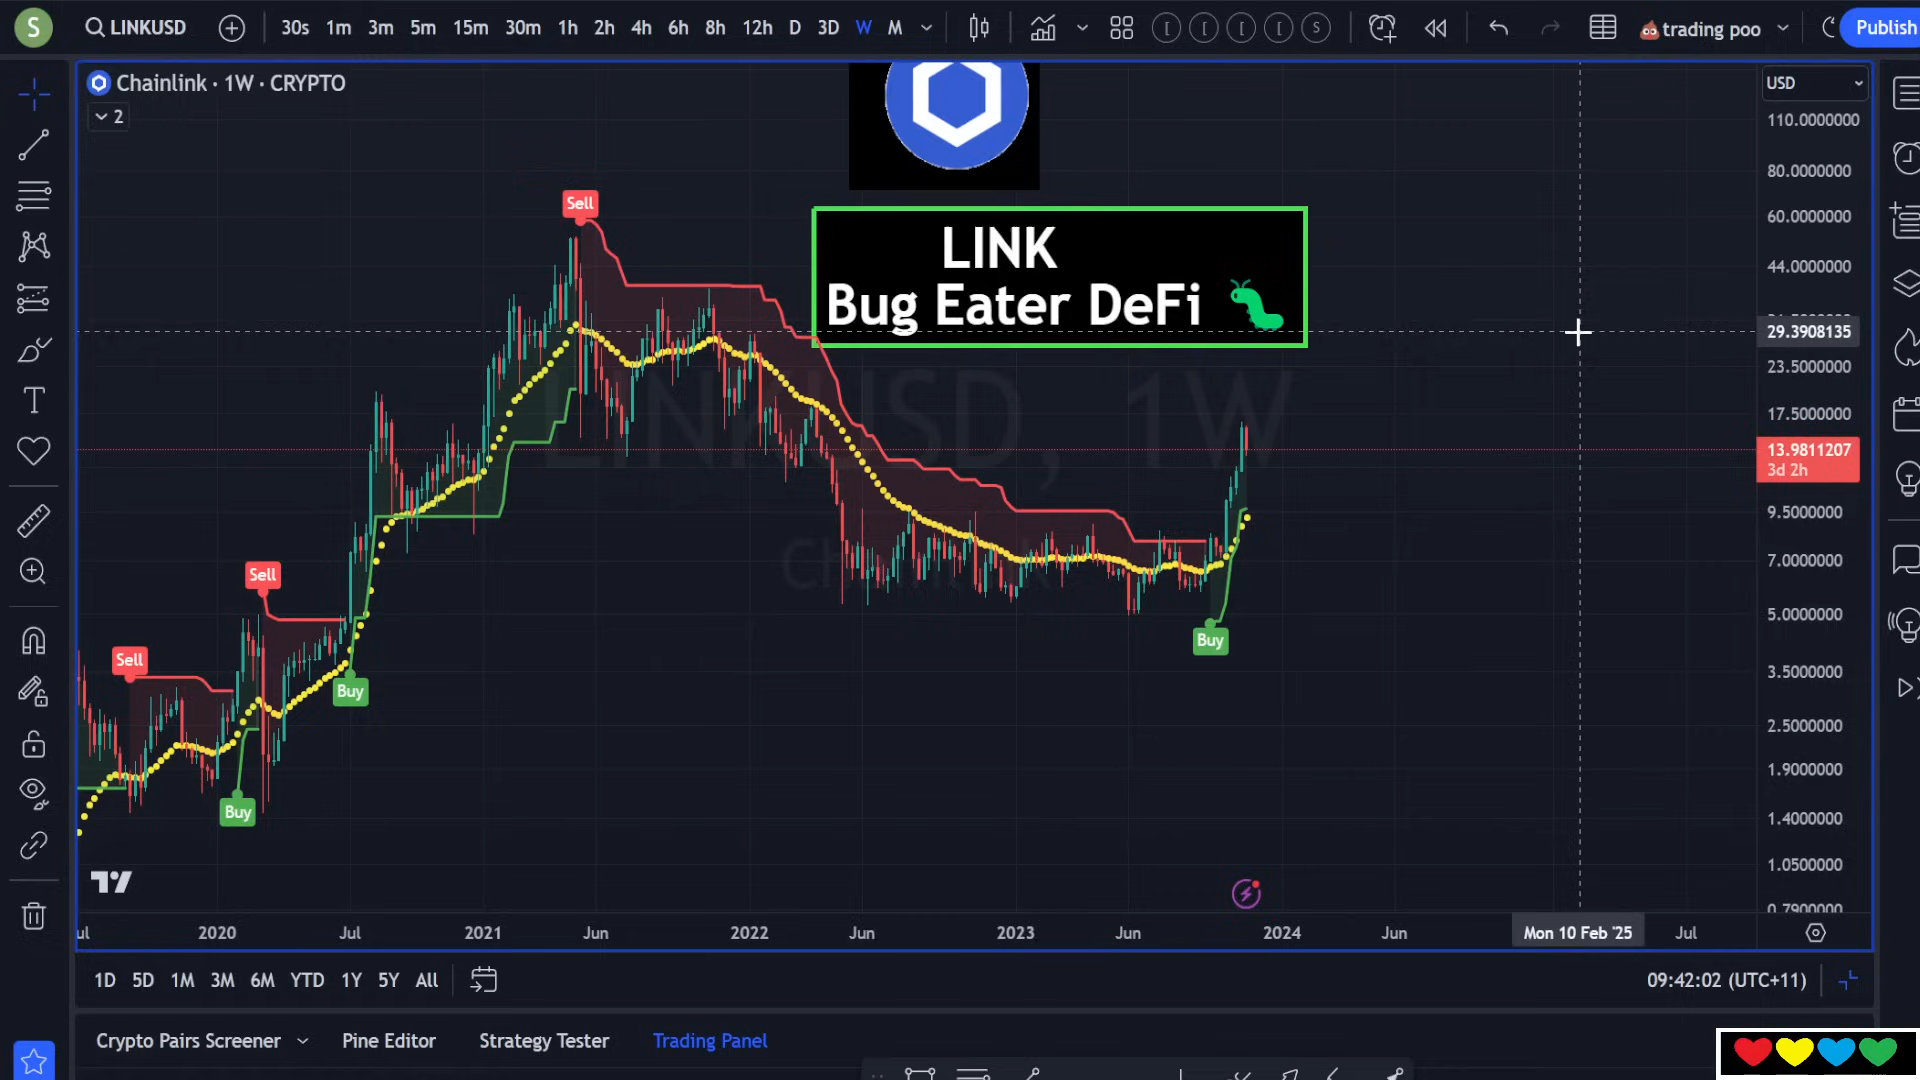 S
LINKUSD
30s 1m 3m 5m 15m 30m 1h 2h 4h 6h 8h 12h D 3D W M
[ [ [ [ S
trading poo
Publish
Chainlink · 1W · CRYPTO
2
USD
110.0000000
80.0000000
60.0000000
44.0000000
29.3908135
23.5000000
17.5000000
13.9811207
3d 2h
9.5000000
7.0000000
5.0000000
3.5000000
2.5000000
1.9000000
1.4000000
1.0500000
0.7900000
LINK
Bug Eater DeFi
LINKUSD, 1W
Sell
Sell
Sell
Buy
Buy
Buy
2020 Jul 2021 Jun 2022 Jun 2023 Jun 2024 Jun Mon 10 Feb '25 Jul
1D 5D 1M 3M 6M YTD 1Y 5Y All
09:42:02 (UTC+11)
Crypto Pairs Screener Pine Editor Strategy Tester Trading Panel